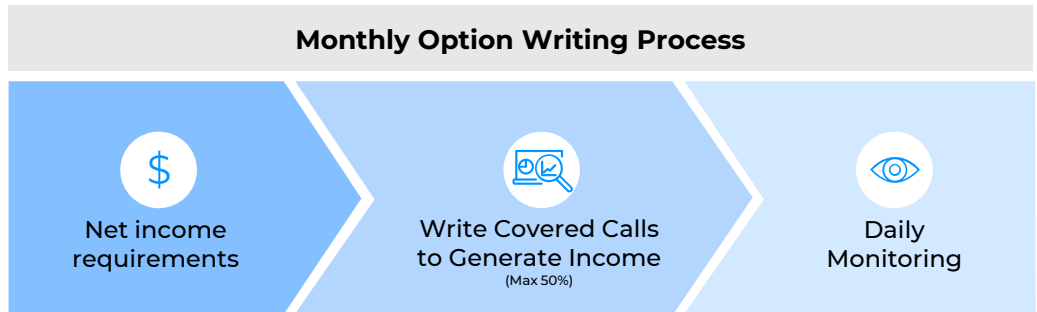 Monthly Option Writing Process
$
Net income
requirements
Write Covered Calls
to Generate Income
(Max 50%)
Daily
Monitoring